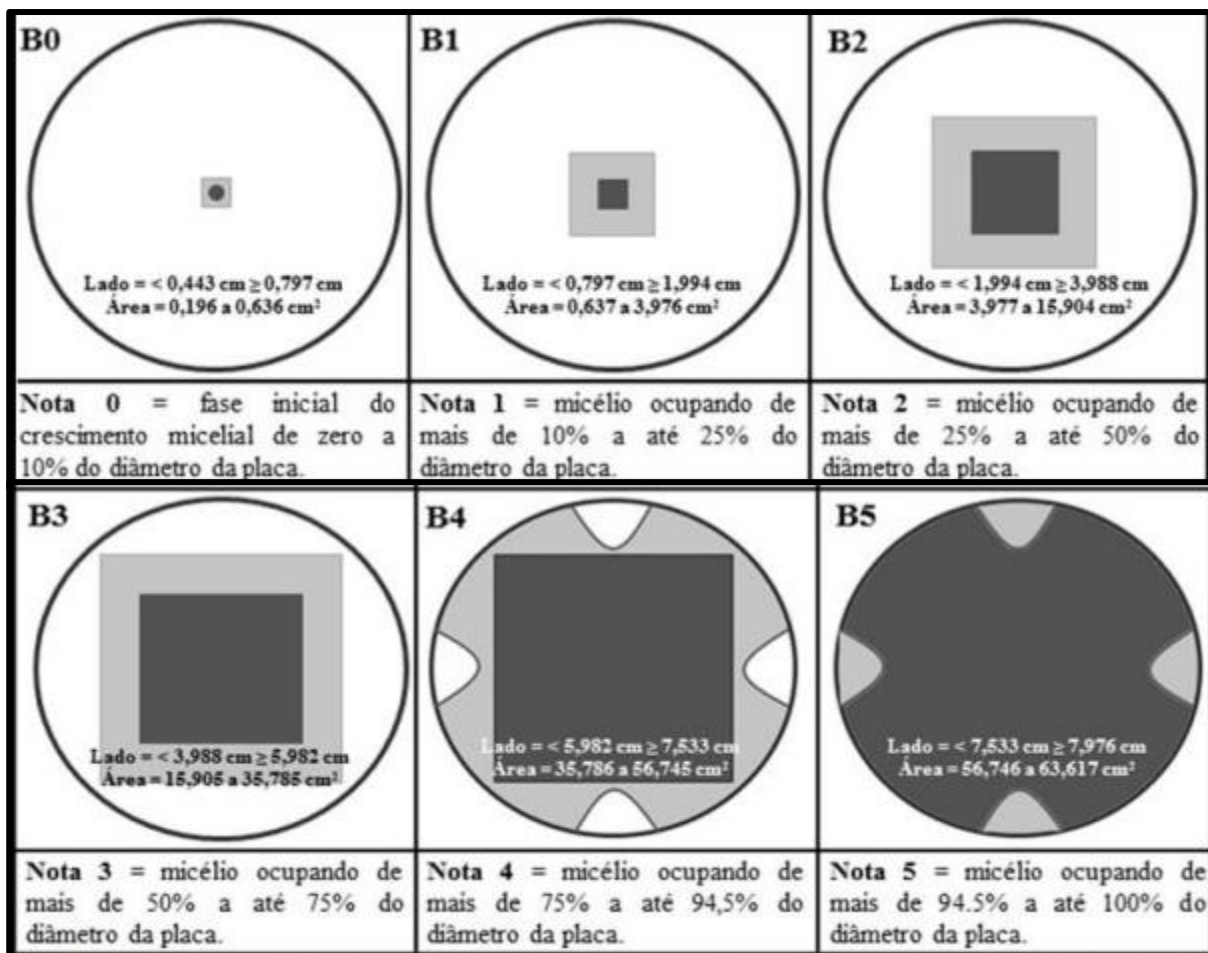 B0
Lado = < 0,443 cm ≥ 0,797 cm
Área = 0,196 a 0,636 cm²
B1
Lado = < 0,797 cm ≥ 1,994 cm
Área = 0,637 a 3,976 cm²
B2
Lado = < 1,994 cm ≥ 3,988 cm
Área = 3,977 a 15,904 cm²
Nota 0 = fase inicial do
crescimento micelial de zero a
10% do diâmetro da placa.
Nota 1 = micélio ocupando de
mais de 10% a até 25% do
diâmetro da placa.
Nota 2 = micélio ocupando de
mais de 25% a até 50% do
diâmetro da placa.
B3
Lado = < 3,988 cm ≥ 5,982 cm
Área = 15,905 a 35,785 cm²
B4
Lado = < 5,982 cm ≥ 7,533 cm
Área = 35,786 a 56,745 cm²
B5
Lado = < 7,533 cm ≥ 7,976 cm
Área = 56,746 a 63,617 cm²
Nota 3 = micélio ocupando de
mais de 50% a até 75% do
diâmetro da placa.
Nota 4 = micélio ocupando de
mais de 75% a até 94,5% do
diâmetro da placa.
Nota 5 = micélio ocupando de
mais de 94.5% a até 100% do
diâmetro da placa.